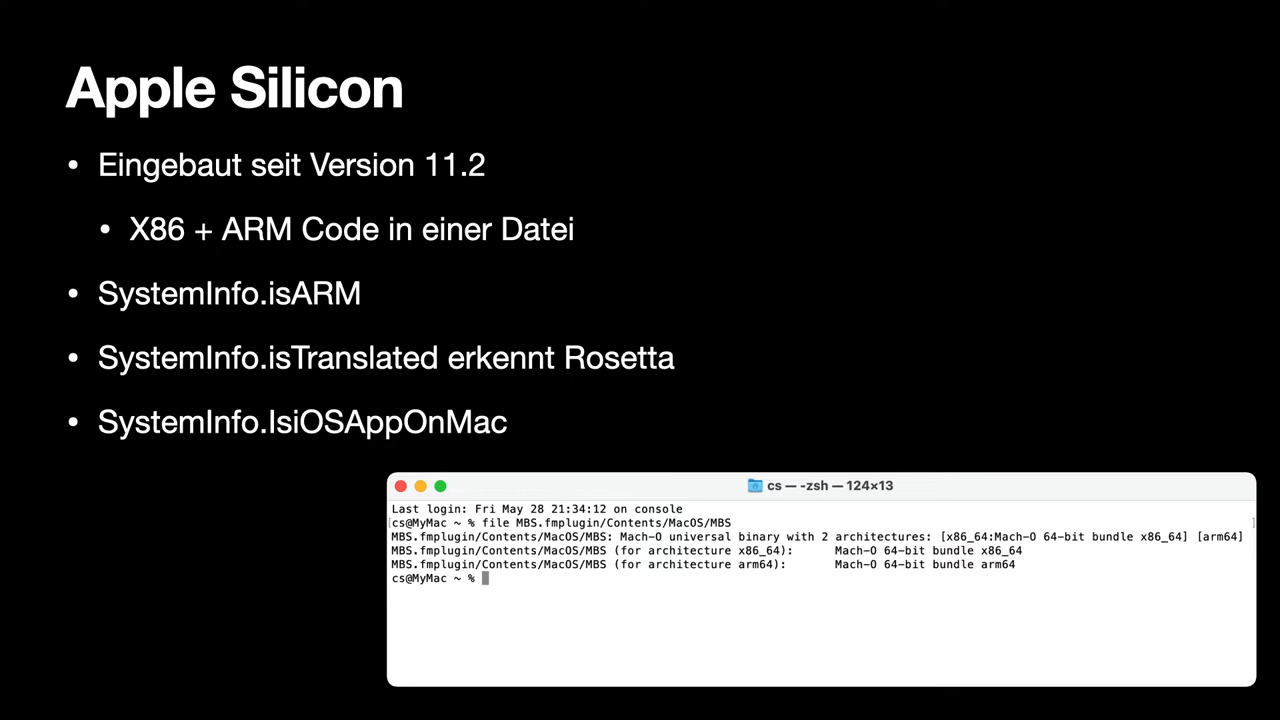 Apple Silicon
• Eingebaut seit Version 11.2
• X86 + ARM Code in einer Datei
• SystemInfo.isARM
• SystemInfo.isTranslated erkennt Rosetta
• SystemInfo.IsiOSAppOnMac
cs — -zsh — 124×13
Last login: Fri May 28 21:34:12 on console
[cs@MyMac ~ % file MBS.fmplugin/Contents/MacOS/MBS ]
MBS.fmplugin/Contents/MacOS/MBS: Mach-O universal binary with 2 architectures: [x86_64:Mach-O 64-bit bundle x86_64] [arm64]
MBS.fmplugin/Contents/MacOS/MBS (for architecture x86_64): Mach-O 64-bit bundle x86_64
MBS.fmplugin/Contents/MacOS/MBS (for architecture arm64): Mach-O 64-bit bundle arm64
cs@MyMac ~ %